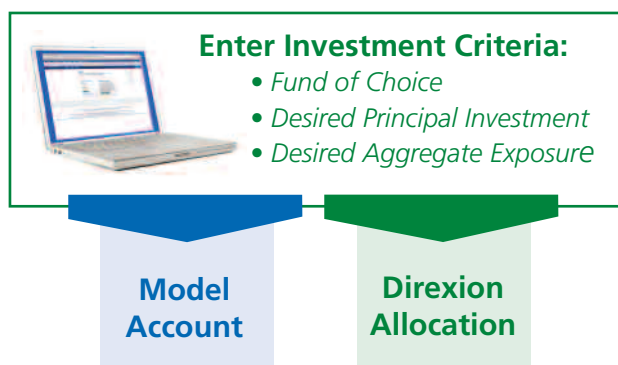 Enter Investment Criteria:
• Fund of Choice
• Desired Principal Investment
• Desired Aggregate Exposure
Model
Account
Direxion
Allocation